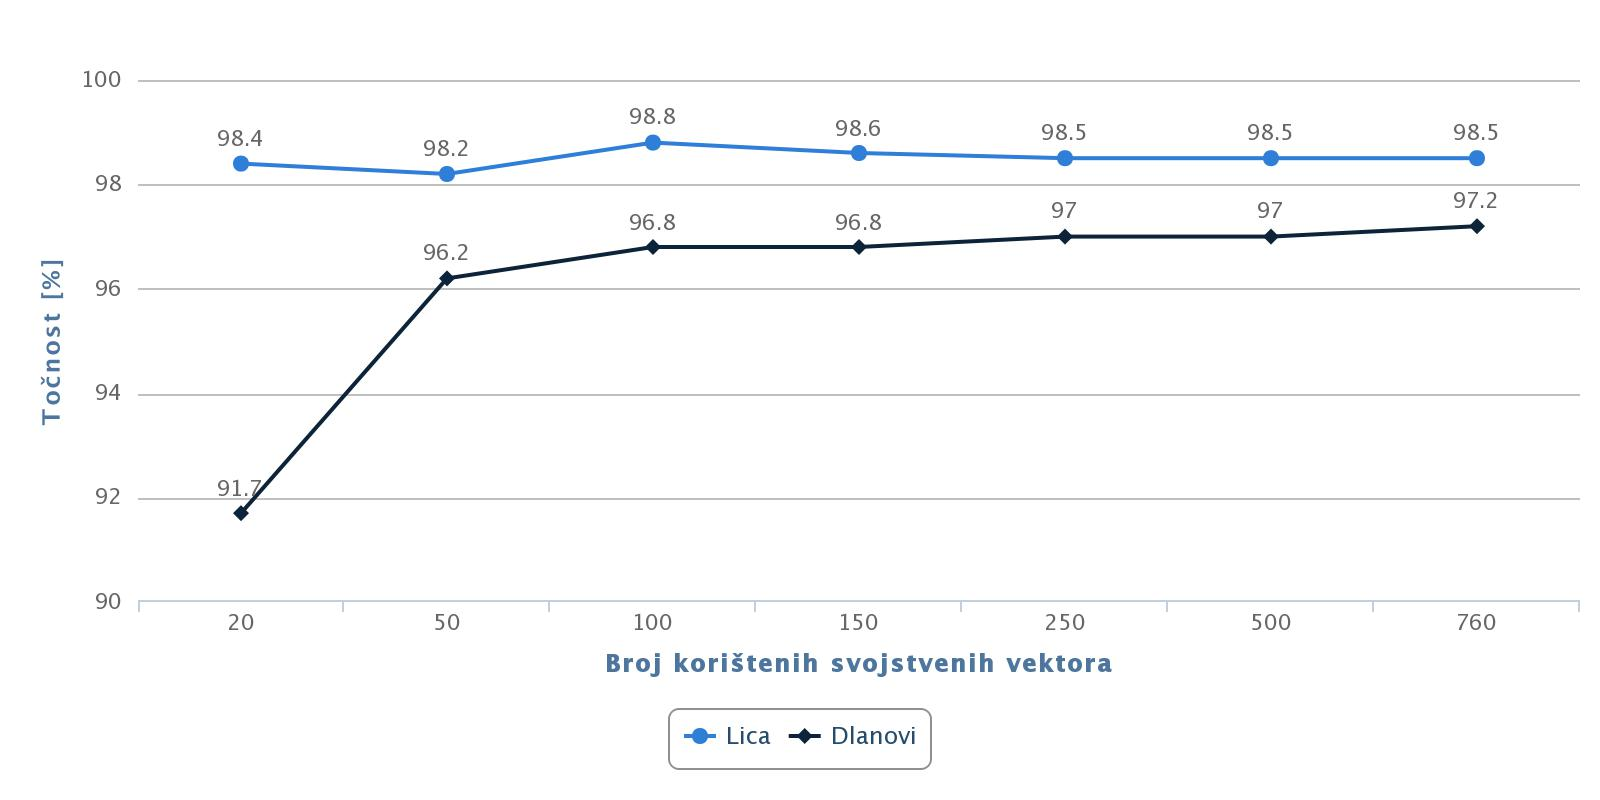 100
98
96
94
92
90
Točnost [%]
98.4 98.2 98.8 98.6 98.5 98.5 98.5
91.7 96.2 96.8 96.8 97 97 97.2
20 50 100 150 250 500 760
Broj korištenih svojstvenih vektora
Lica Dlanovi